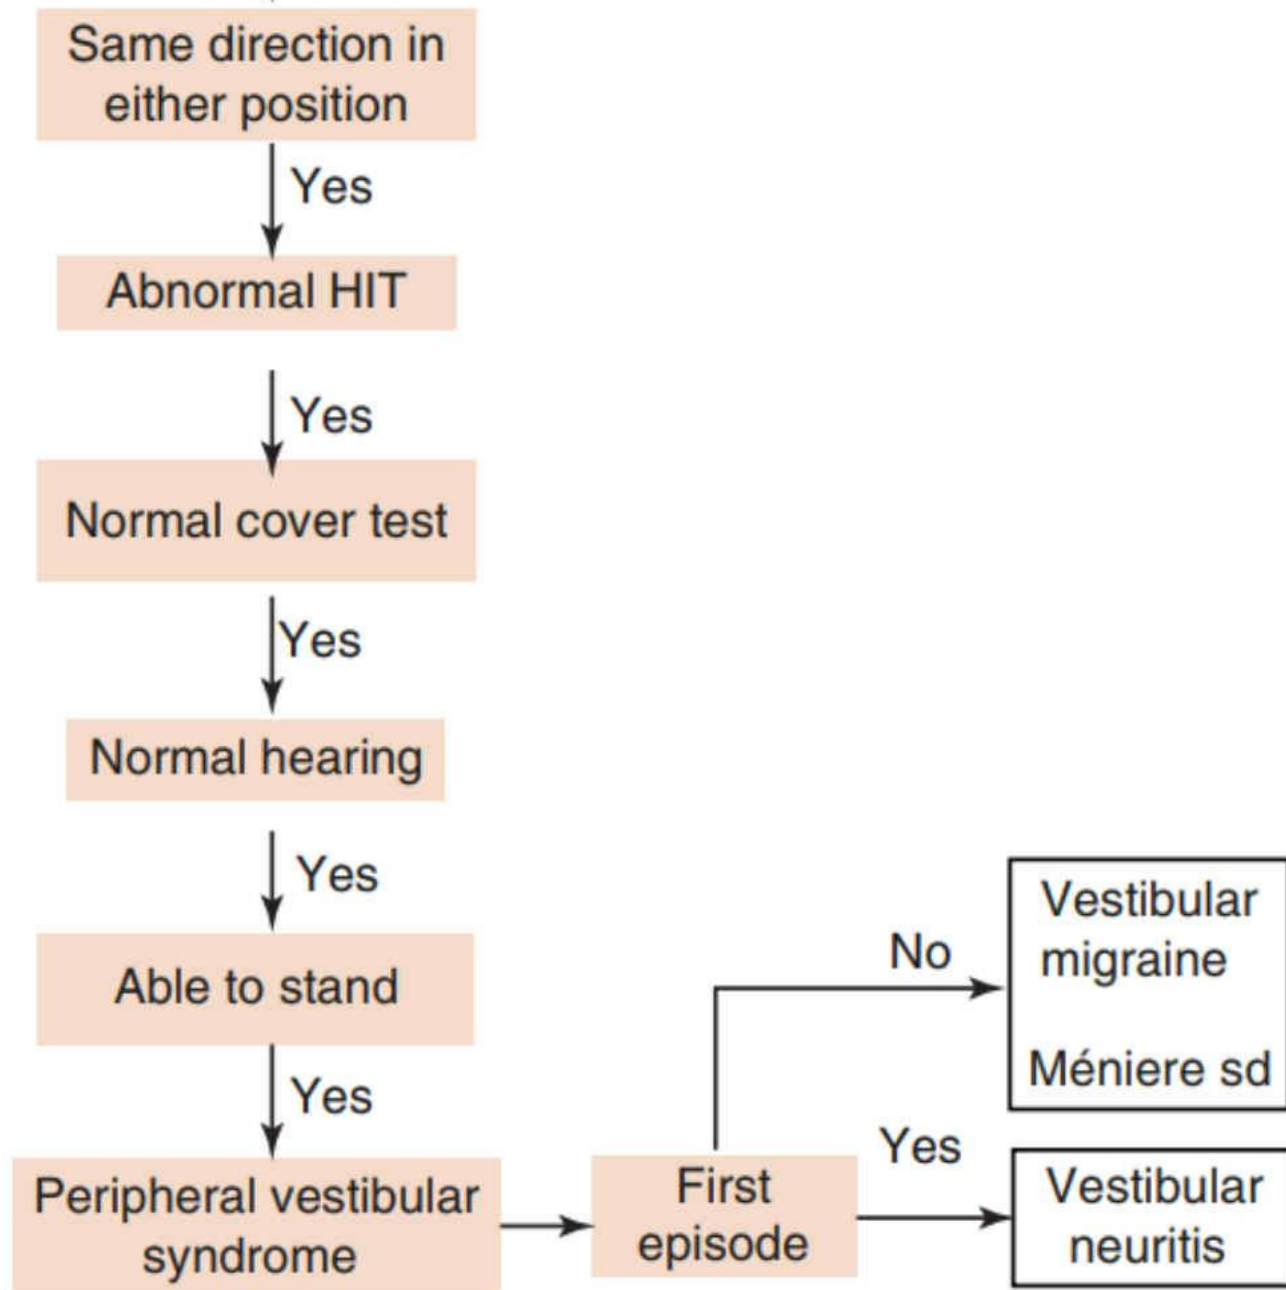 Same direction in
either position
Yes
Abnormal HIT
Yes
Normal cover test
Yes
Normal hearing
Yes
Able to stand
Yes
Peripheral vestibular
syndrome
First
episode
No
Vestibular
migraine
Méniere sd
Yes
Vestibular
neuritis